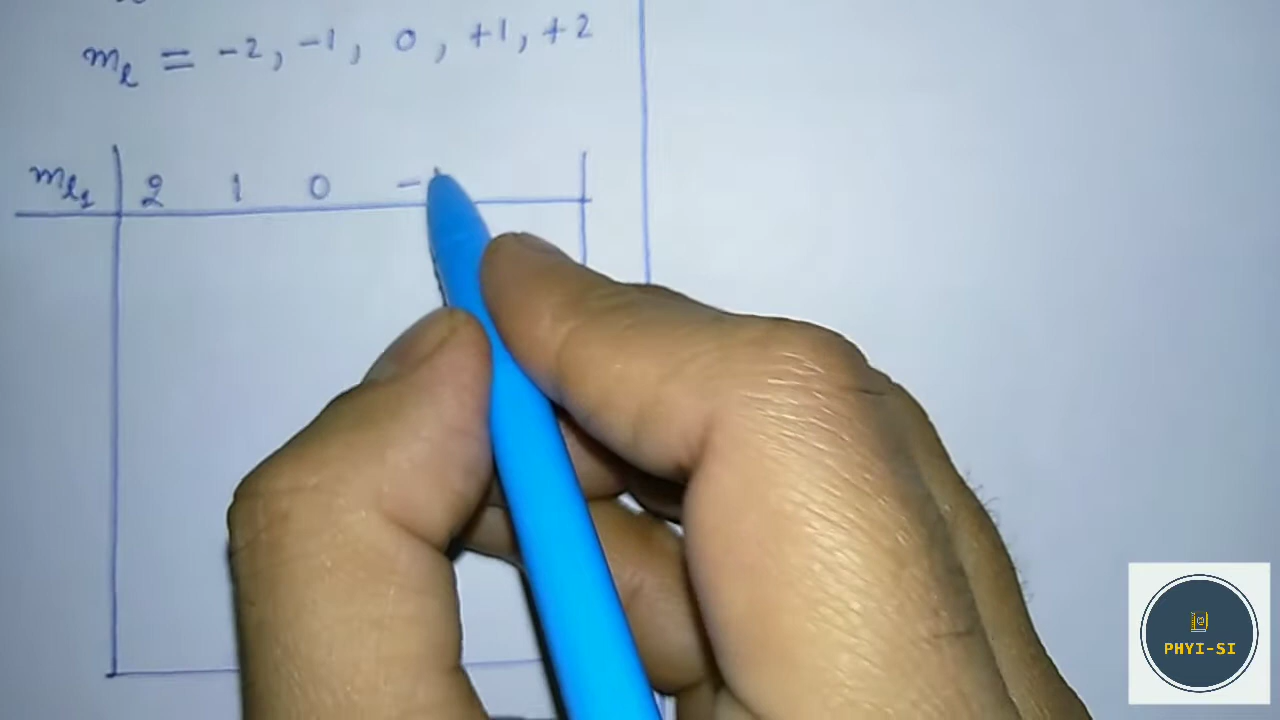 mₗ = -2, -1, 0, +1, +2
mₗ₁ 2 1 0 -
PHYI-SI